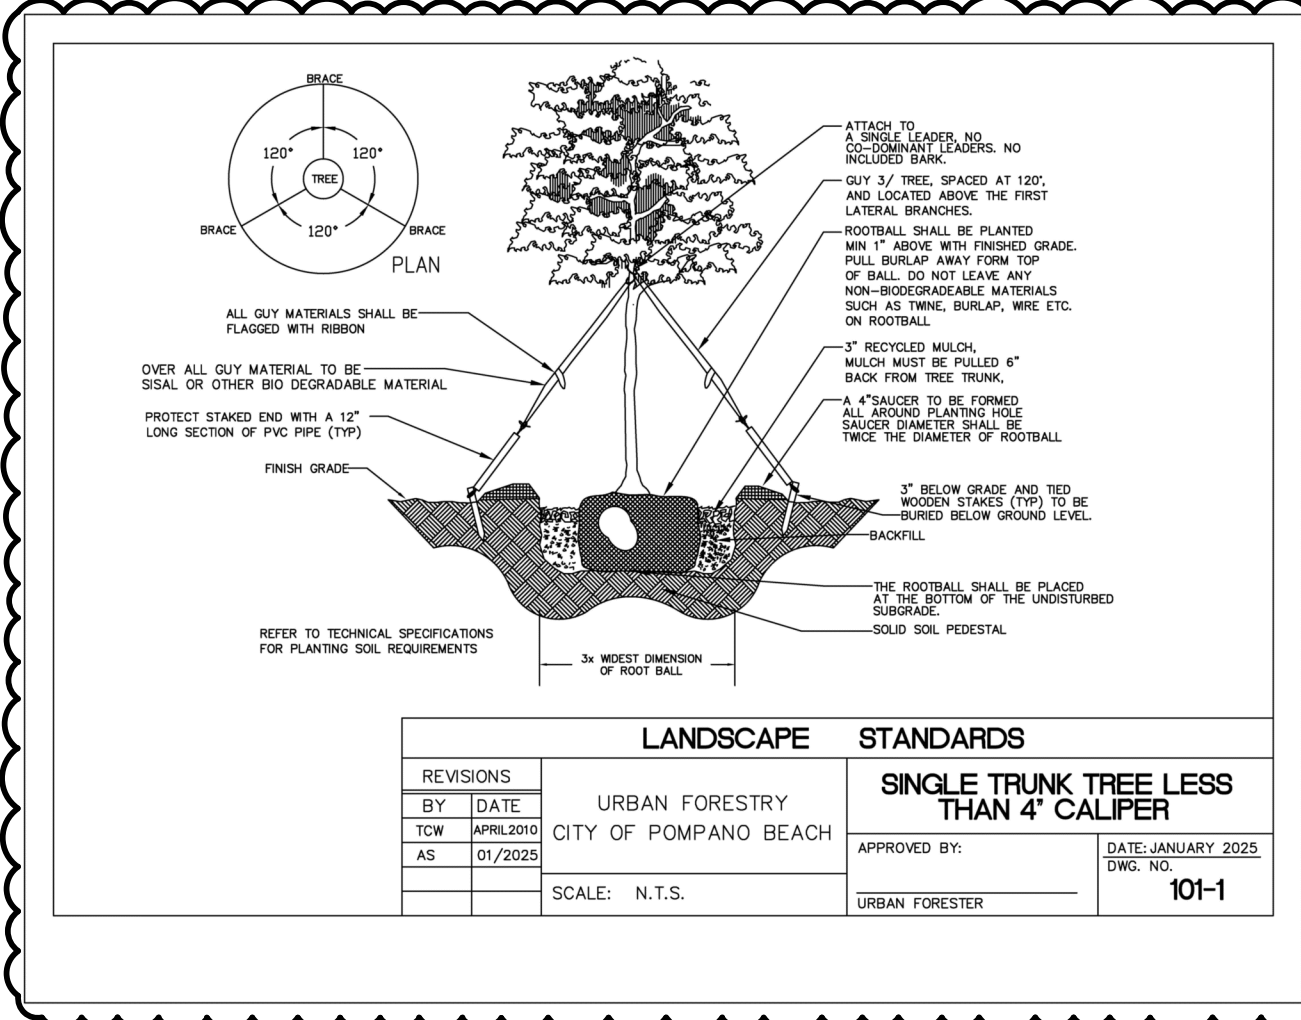 BRACE
120°
120°
TREE
120°
BRACE
BRACE
PLAN
ATTACH TO
A SINGLE LEADER, NO
CO-DOMINANT LEADERS. NO
INCLUDED BARK.
GUY 3/ TREE, SPACED AT 120°,
AND LOCATED ABOVE THE FIRST
LATERAL BRANCHES.
ROOTBALL SHALL BE PLANTED
MIN 1" ABOVE WITH FINISHED GRADE.
PULL BURLAP AWAY FORM TOP
OF BALL. DO NOT LEAVE ANY
NON-BIODEGRADEABLE MATERIALS
SUCH AS TWINE, BURLAP, WIRE ETC.
ON ROOTBALL
3" RECYCLED MULCH,
MULCH MUST BE PULLED 6"
BACK FROM TREE TRUNK,
A 4"SAUCER TO BE FORMED
ALL AROUND PLANTING HOLE
SAUCER DIAMETER SHALL BE
TWICE THE DIAMETER OF ROOTBALL
3" BELOW GRADE AND TIED
WOODEN STAKES (TYP) TO BE
BURIED BELOW GROUND LEVEL.
BACKFILL
THE ROOTBALL SHALL BE PLACED
AT THE BOTTOM OF THE UNDISTURBED
SUBGRADE.
SOLID SOIL PEDESTAL
ALL GUY MATERIALS SHALL BE
FLAGGED WITH RIBBON
OVER ALL GUY MATERIAL TO BE
SISAL OR OTHER BIO DEGRADABLE MATERIAL
PROTECT STAKED END WITH A 12"
LONG SECTION OF PVC PIPE (TYP)
FINISH GRADE
REFER TO TECHNICAL SPECIFICATIONS
FOR PLANTING SOIL REQUIREMENTS
3x WIDEST DIMENSION
OF ROOT BALL
LANDSCAPE STANDARDS
REVISIONS
BY DATE
TCW APRIL2010
AS 01/2025
URBAN FORESTRY
CITY OF POMPANO BEACH
SCALE: N.T.S.
SINGLE TRUNK TREE LESS
THAN 4" CALIPER
APPROVED BY:
URBAN FORESTER
DATE: JANUARY 2025
DWG. NO.
101-1